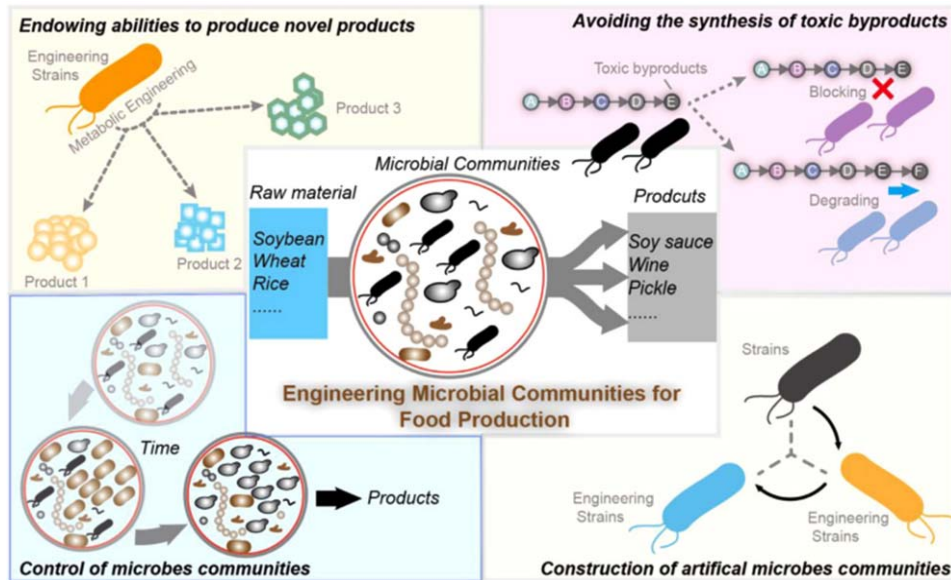 Endowing abilities to produce novel products
Engineering
Strains
Metabolic Engineering
Product 3
Product 1
Product 2
Avoiding the synthesis of toxic byproducts
Toxic byproducts
A B C D E
A B C D E
Blocking
A B C D E F
Degrading
Microbial Communities
Raw material
Soybean
Wheat
Rice
......
Prodcuts
Soy sauce
Wine
Pickle
......
Engineering Microbial Communities for
Food Production
Time
Products
Control of microbes communities
Strains
Engineering
Strains
Engineering
Strains
Construction of artifical microbes communities